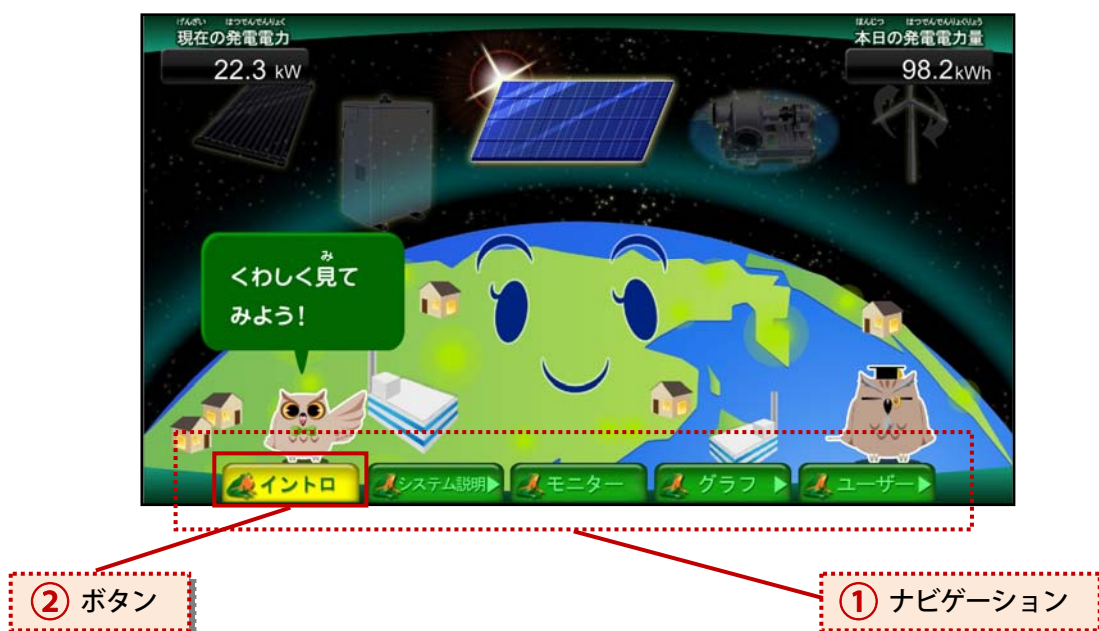 げんざい はつでんでんりょく
現在の発電電力
22.3 kW
ほんじつ はつでんでんりょくりょう
本日の発電電力量
98.2kWh
み
くわしく見て
みよう!
イントロ
システム説明
モニター
グラフ
ユーザー
② ボタン
① ナビゲーション